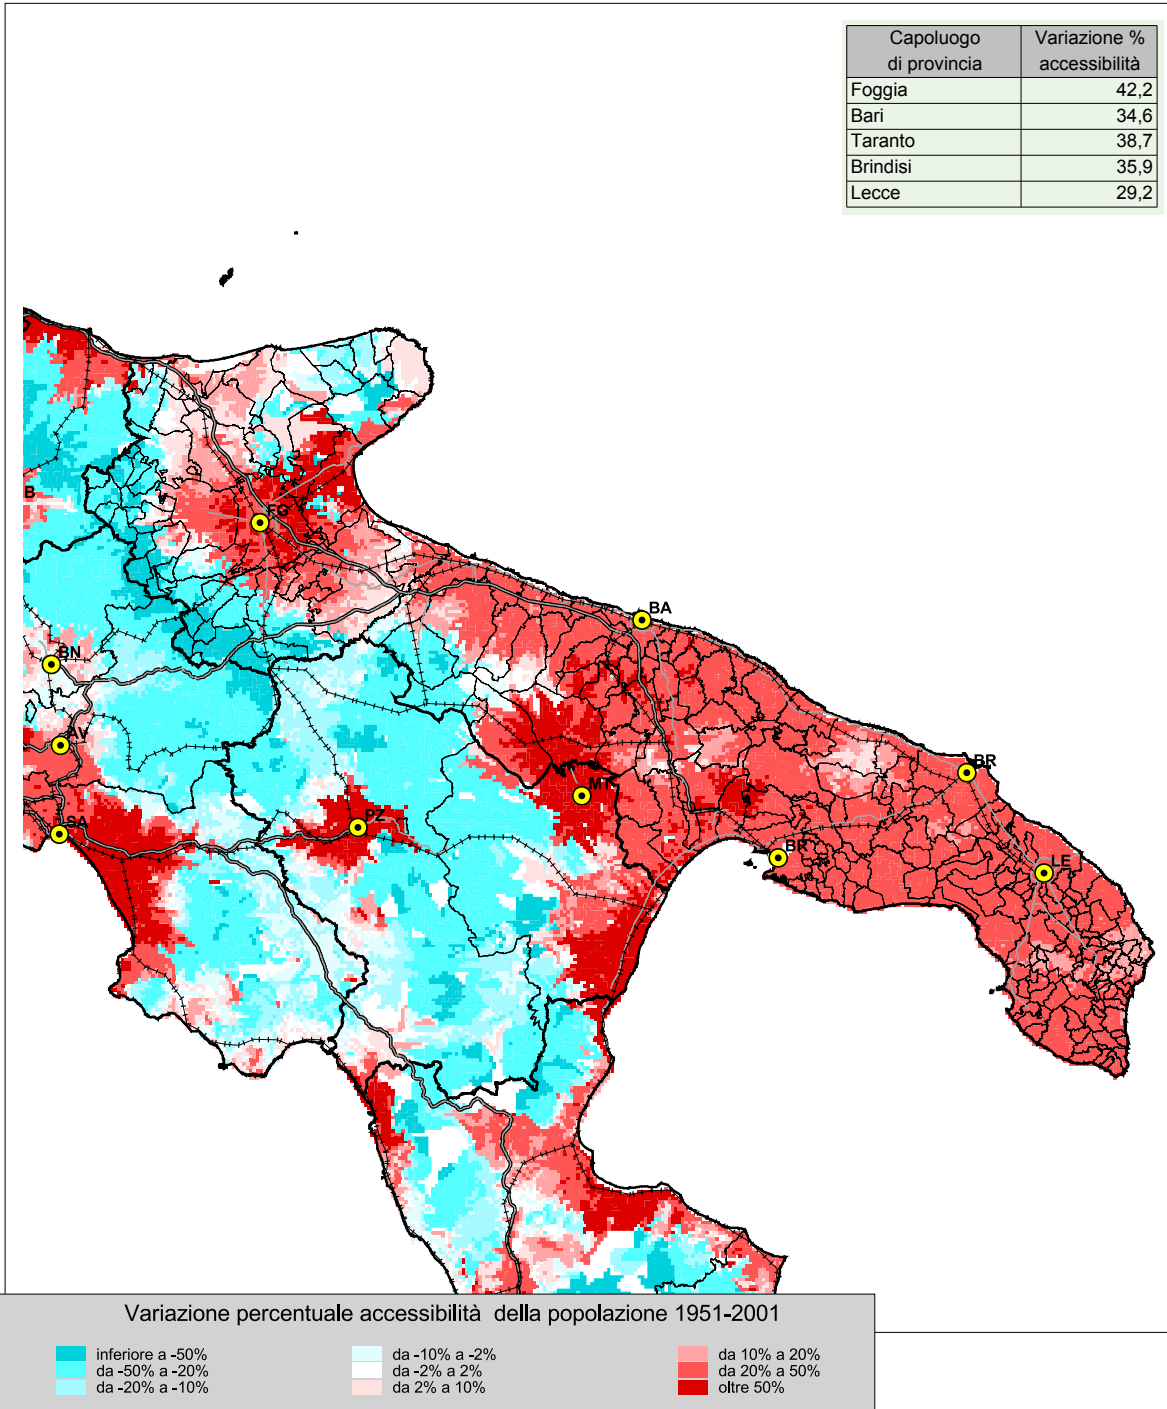 Capoluogo di provincia Variazione % accessibilità
Foggia 42,2
Bari 34,6
Taranto 38,7
Brindisi 35,9
Lecce 29,2
B
FG
BA
BN
AV
BR
MT
PZ
SA
BR
LE
Variazione percentuale accessibilità della popolazione 1951-2001
inferiore a -50%
da -50% a -20%
da -20% a -10%
da -10% a -2%
da -2% a 2%
da 2% a 10%
da 10% a 20%
da 20% a 50%
oltre 50%